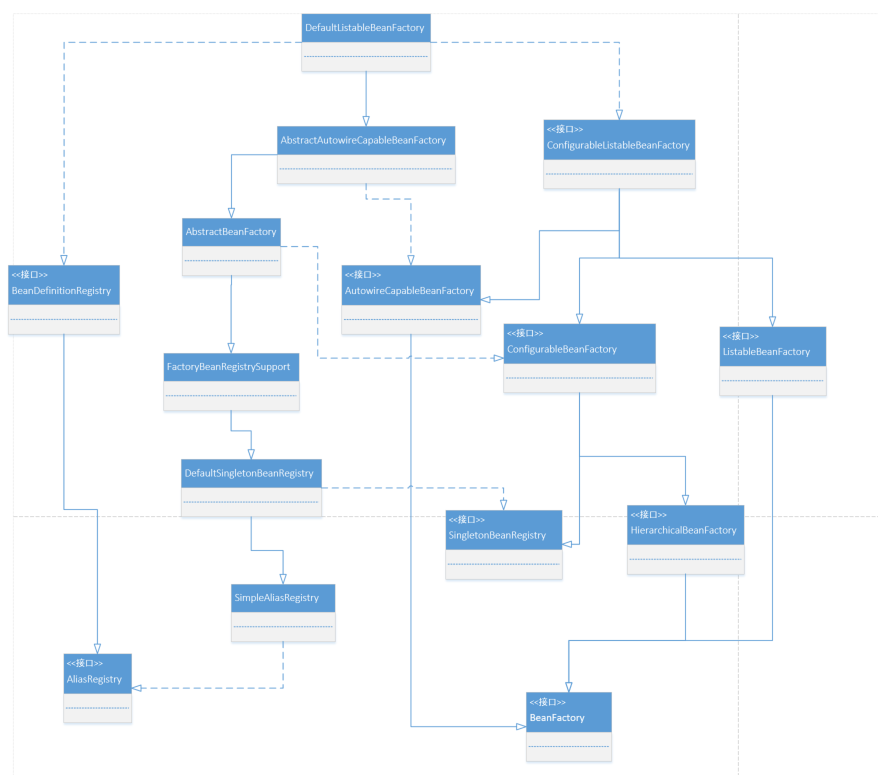 DefaultListableBeanFactory
AbstractAutowireCapableBeanFactory
<<接口>>
ConfigurableListableBeanFactory
AbstractBeanFactory
<<接口>>
BeanDefinitionRegistry
<<接口>>
AutowireCapableBeanFactory
<<接口>>
ConfigurableBeanFactory
<<接口>>
ListableBeanFactory
FactoryBeanRegistrySupport
DefaultSingletonBeanRegistry
<<接口>>
SingletonBeanRegistry
<<接口>>
HierarchicalBeanFactory
SimpleAliasRegistry
<<接口>>
AliasRegistry
<<接口>>
BeanFactory